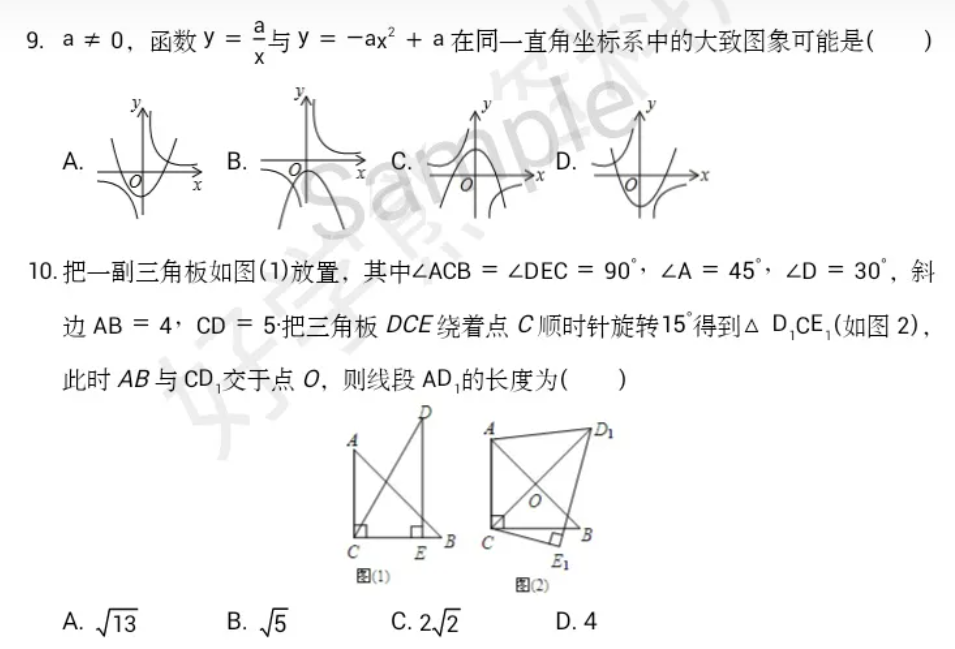 9. a ≠ 0，函数 y = a/x 与 y = −ax² + a 在同一直角坐标系中的大致图象可能是(    )
A. y O x B. y O x C. y O x D. y O x
10. 把一副三角板如图(1)放置，其中∠ACB = ∠DEC = 90°，∠A = 45°，∠D = 30°，斜
边 AB = 4，CD = 5·把三角板 DCE 绕着点 C 顺时针旋转15°得到△ D₁CE₁(如图 2)，
此时 AB 与 CD₁交于点 O，则线段 AD₁的长度为(    )
A D C E B
图(1)
A D₁ O C B E₁
图(2)
A. √13 B. √5 C. 2√2 D. 4
Sample